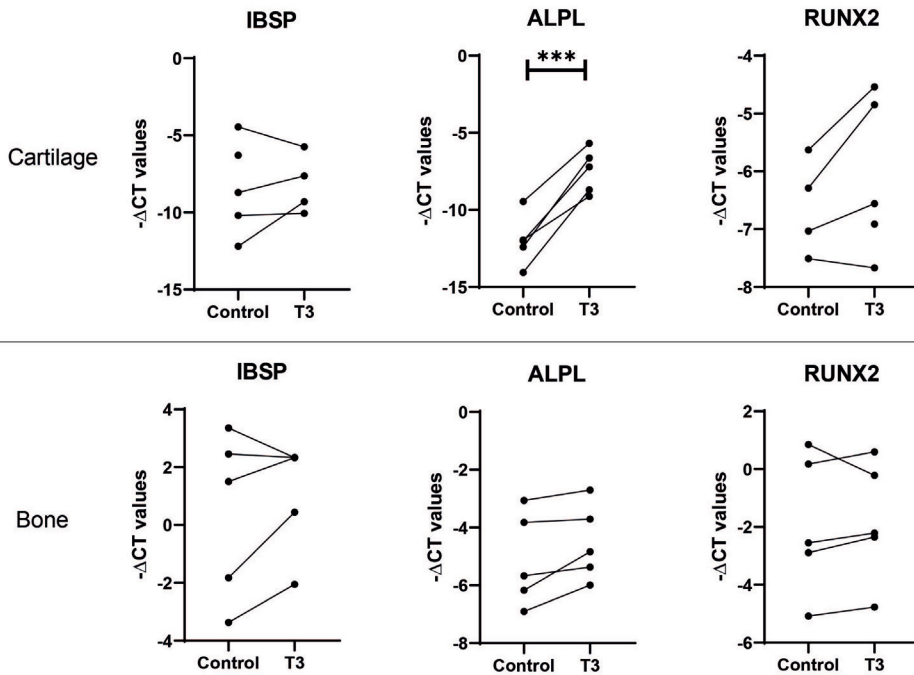 IBSP
ALPL
RUNX2
Cartilage
-ΔCT values
0
-5
-10
-15
Control T3
-ΔCT values
0
-5
-10
-15
***
Control T3
-ΔCT values
-4
-5
-6
-7
-8
Control T3
IBSP
ALPL
RUNX2
Bone
-ΔCT values
4
2
0
-2
-4
Control T3
-ΔCT values
0
-2
-4
-6
-8
Control T3
-ΔCT values
2
0
-2
-4
-6
Control T3